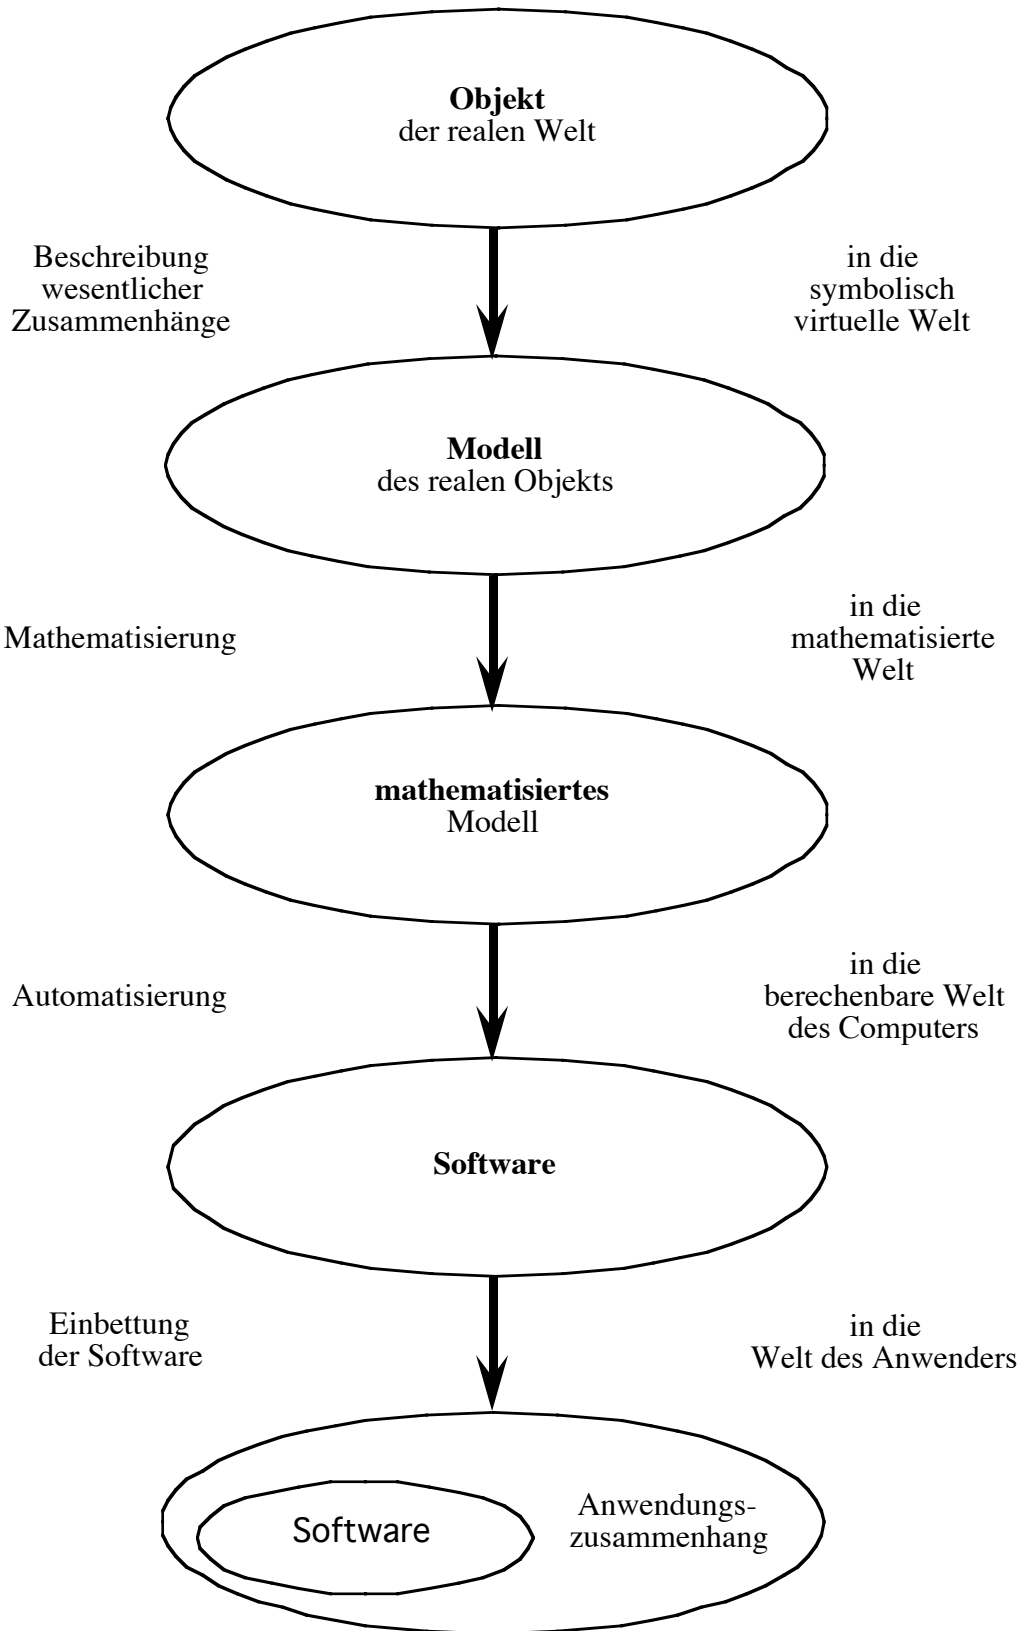 Objekt
der realen Welt
Beschreibung
wesentlicher
Zusammenhänge
in die
symbolisch
virtuelle Welt
Modell
des realen Objekts
Mathematisierung
in die
mathematisierte
Welt
mathematisiertes
Modell
Automatisierung
in die
berechenbare Welt
des Computers
Software
Einbettung
der Software
in die
Welt des Anwenders
Software
Anwendungs-
zusammenhang